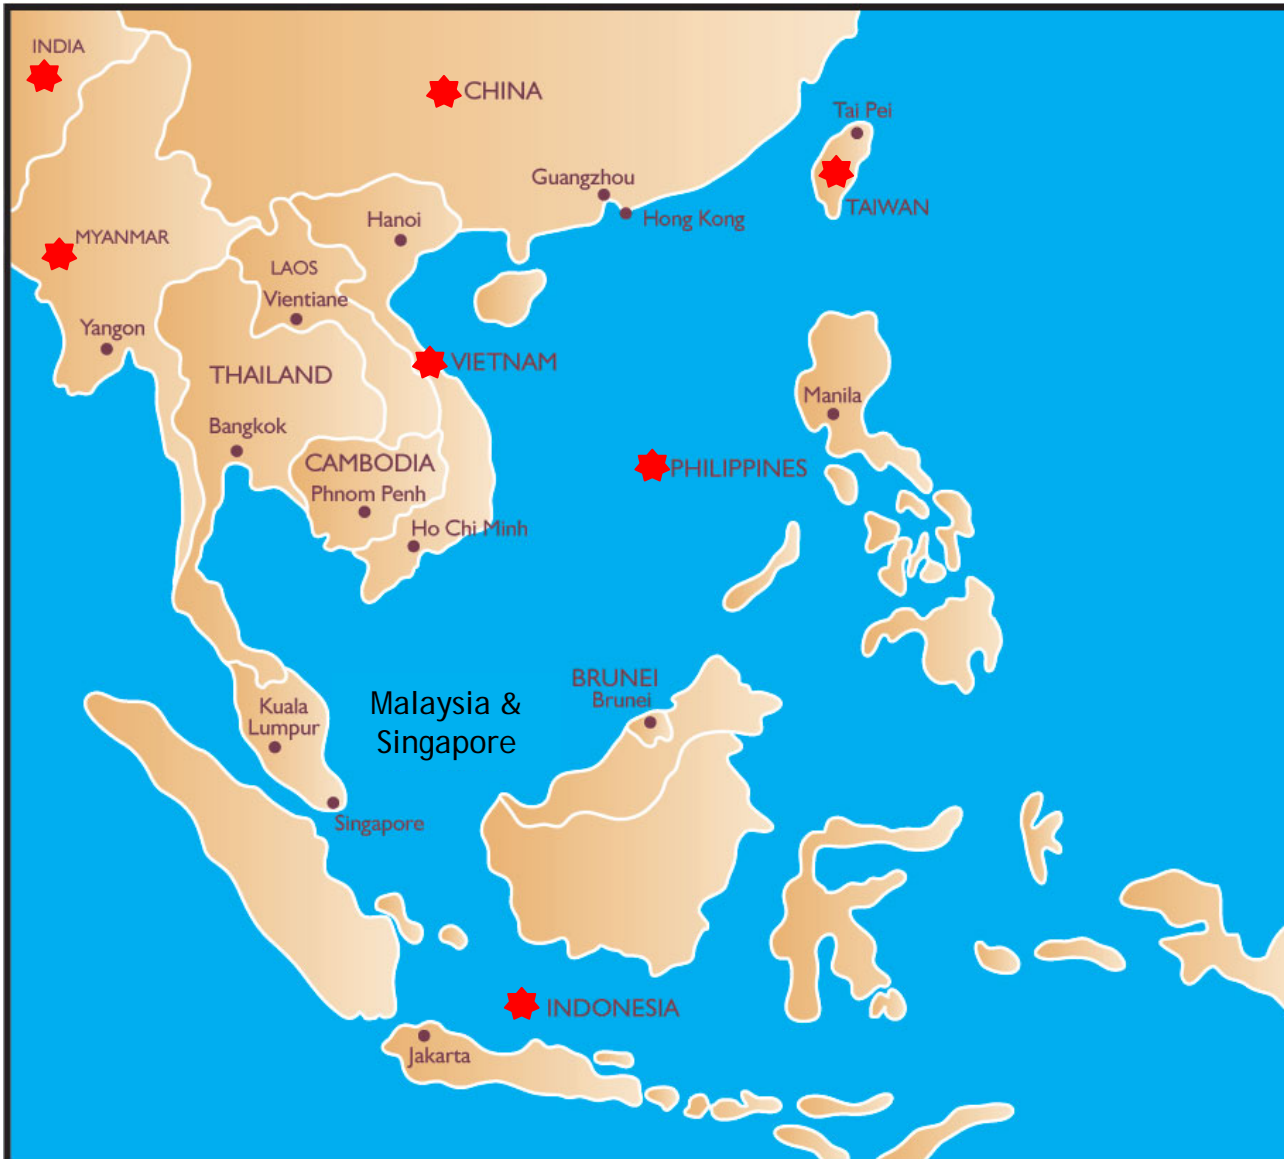 INDIA
CHINA
Tai Pei
Guangzhou
TAIWAN
Hong Kong
Hanoi
MYANMAR
LAOS
Vientiane
Yangon
VIETNAM
THAILAND
Manila
Bangkok
CAMBODIA
PHILIPPINES
Phnom Penh
Ho Chi Minh
BRUNEI
Brunei
Kuala
Lumpur
Malaysia &
Singapore
Singapore
INDONESIA
Jakarta